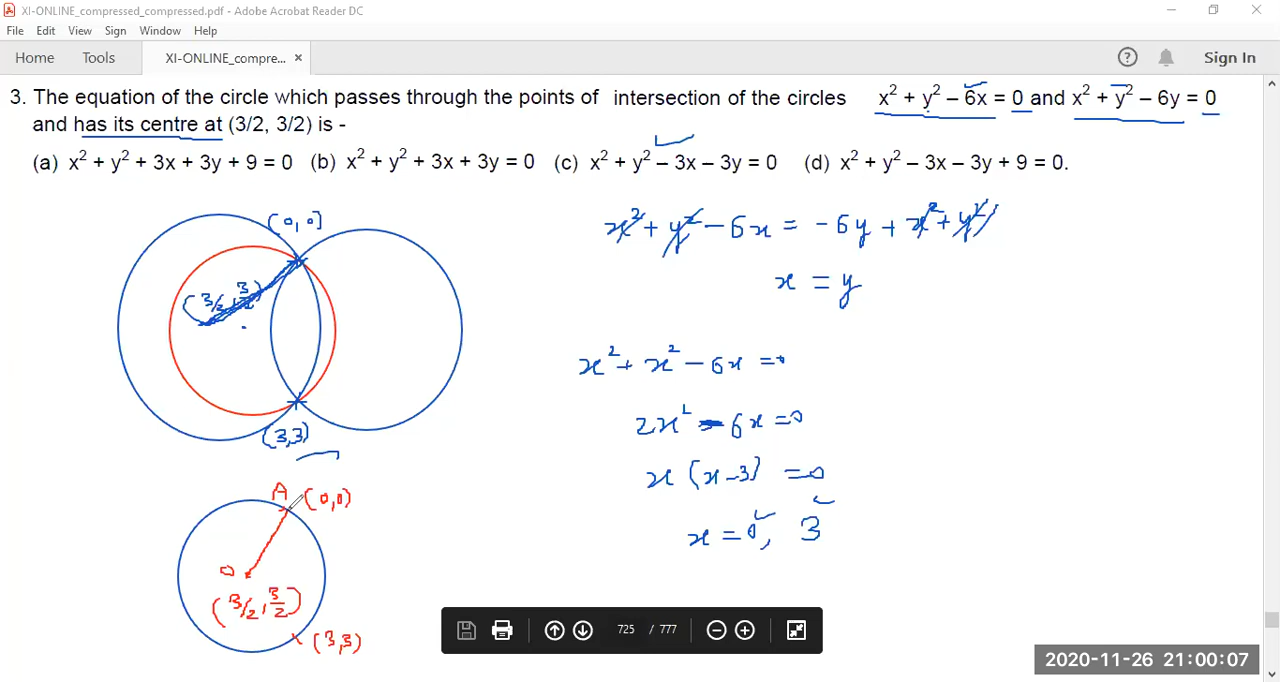 XI-ONLINE_compressed_compressed.pdf - Adobe Acrobat Reader DC
File Edit View Sign Window Help
Home Tools XI-ONLINE_compre... × Sign In
3. The equation of the circle which passes through the points of intersection of the circles x² + y² – 6x = 0 and x² + y² – 6y = 0
and has its centre at (3/2, 3/2) is -
(a) x² + y² + 3x + 3y + 9 = 0 (b) x² + y² + 3x + 3y = 0 (c) x² + y² – 3x – 3y = 0 (d) x² + y² – 3x – 3y + 9 = 0.
(0,0)
x² + y² - 6x = -6y + x² + y²
x = y
(3/2, 3/2)
x² + x² - 6x = 0
2x² - 6x = 0
(3,3)
x (x-3) = 0
A (0,0)
x = 0, 3
O
(3/2, 3/2)
(3,3)
725 / 777
2020-11-26 21:00:07